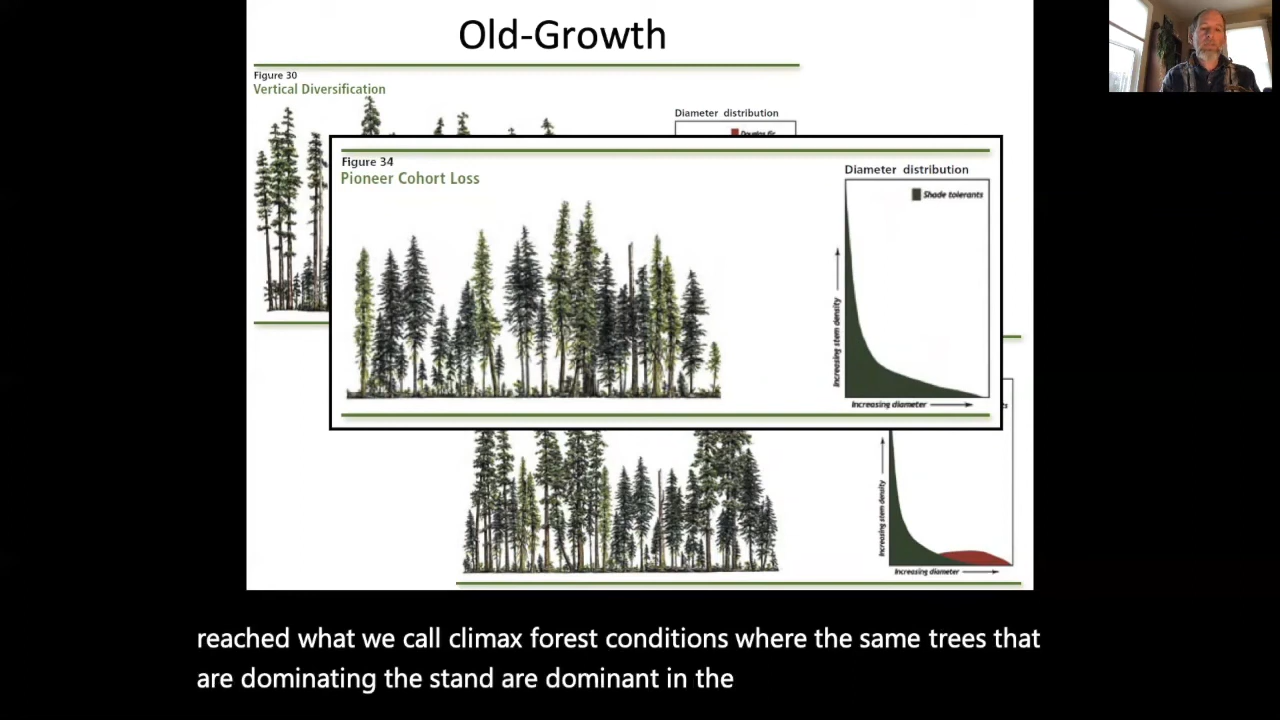 Old-Growth
Figure 30
Vertical Diversification
Diameter distribution
Douglas fir
Figure 34
Pioneer Cohort Loss
Diameter distribution
Shade tolerants
Increasing stem density
Increasing diameter
Increasing stem density
Increasing diameter
reached what we call climax forest conditions where the same trees that
are dominating the stand are dominant in the